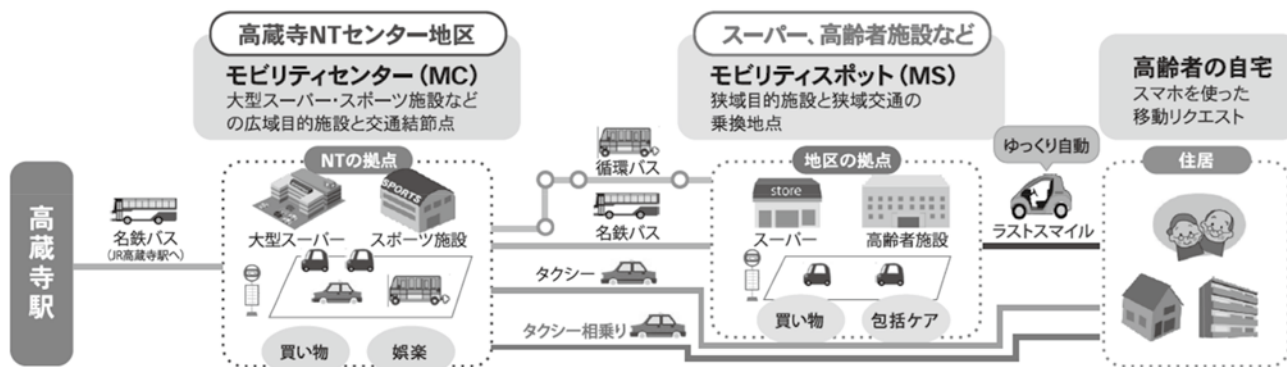 高蔵寺NTセンター地区
モビリティセンター（MC）
大型スーパー・スポーツ施設など
の広域目的施設と交通結節点
スーパー、高齢者施設など
モビリティスポット（MS）
狭域目的施設と狭域交通の
乗換地点
高齢者の自宅
スマホを使った
移動リクエスト
高蔵寺駅
名鉄バス
（JR高蔵寺駅へ）
NTの拠点
SPORTS
大型スーパー
スポーツ施設
買い物
娯楽
循環バス
名鉄バス
タクシー
タクシー相乗り
地区の拠点
store
スーパー
高齢者施設
買い物
包括ケア
ゆっくり自動
ラストスマイル
住居